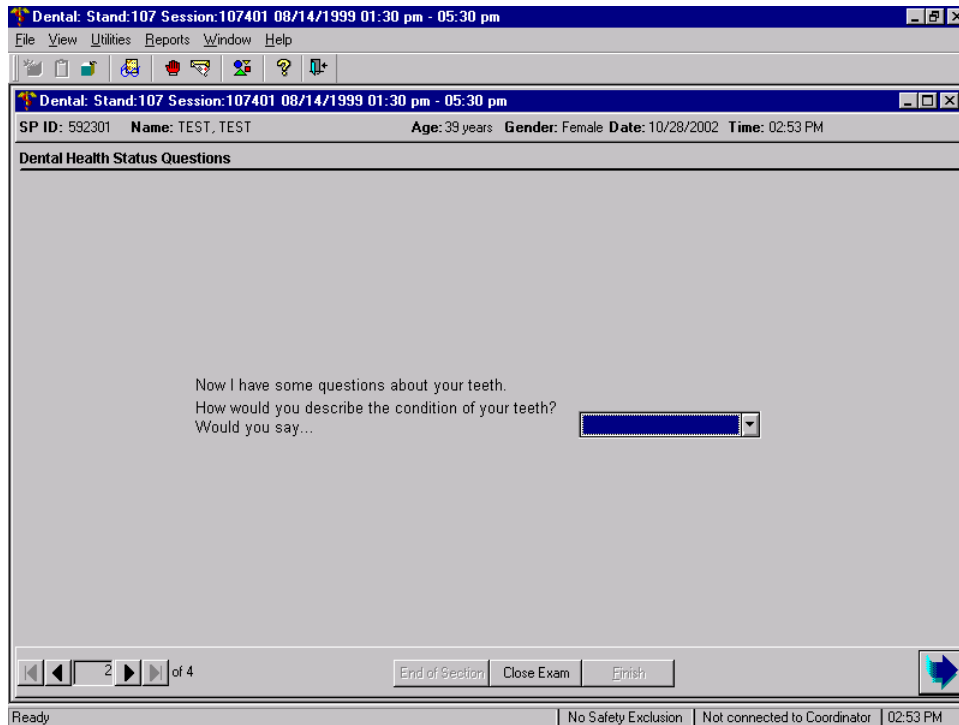 Dental: Stand:107 Session:107401 08/14/1999 01:30 pm - 05:30 pm
File View Utilities Reports Window Help
Dental: Stand:107 Session:107401 08/14/1999 01:30 pm - 05:30 pm
SP ID: 592301 Name: TEST, TEST Age: 39 years Gender: Female Date: 10/28/2002 Time: 02:53 PM
Dental Health Status Questions
Now I have some questions about your teeth.
How would you describe the condition of your teeth?
Would you say...
2 of 4 End of Section Close Exam Finish
Ready No Safety Exclusion Not connected to Coordinator 02:53 PM